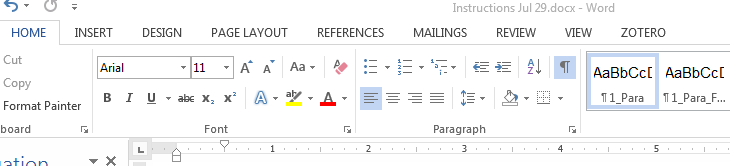 Instructions Jul 29.docx - Word
HOME INSERT DESIGN PAGE LAYOUT REFERENCES MAILINGS REVIEW VIEW ZOTERO
Cut
Copy
Format Painter
board
Arial 11 Aa
B I U abc x₂ x² A A
Font
Paragraph
AaBbCcI AaBbCcD
¶ 1_Para ¶ 1_Para_F...
L 1 2 3 4 5
ation